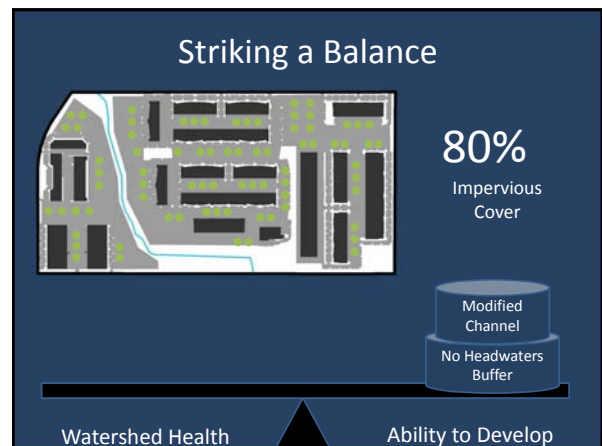 Striking a Balance
80%
Impervious
Cover
Modified
Channel
No Headwaters
Buffer
Watershed Health
Ability to Develop